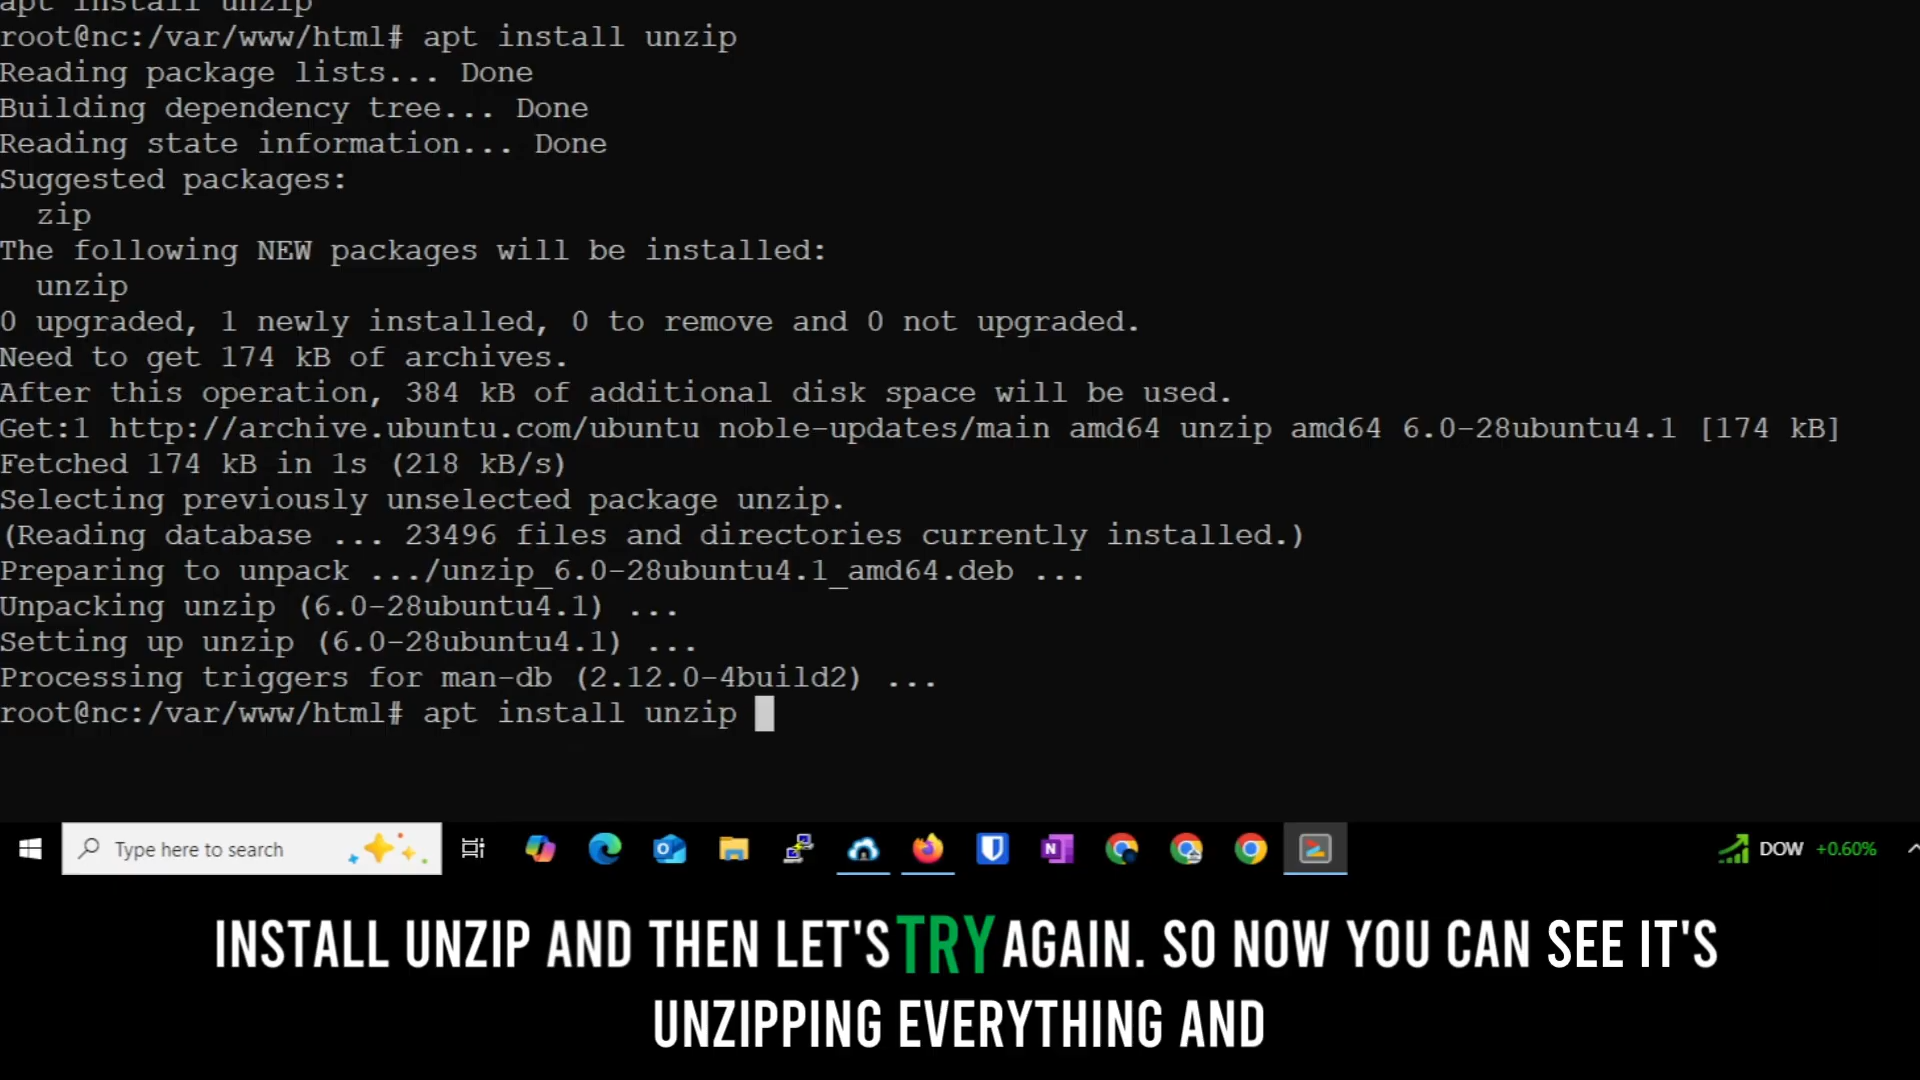 apt install unzip
root@nc:/var/www/html# apt install unzip
Reading package lists... Done
Building dependency tree... Done
Reading state information... Done
Suggested packages:
  zip
The following NEW packages will be installed:
  unzip
0 upgraded, 1 newly installed, 0 to remove and 0 not upgraded.
Need to get 174 kB of archives.
After this operation, 384 kB of additional disk space will be used.
Get:1 http://archive.ubuntu.com/ubuntu noble-updates/main amd64 unzip amd64 6.0-28ubuntu4.1 [174 kB]
Fetched 174 kB in 1s (218 kB/s)
Selecting previously unselected package unzip.
(Reading database ... 23496 files and directories currently installed.)
Preparing to unpack .../unzip_6.0-28ubuntu4.1_amd64.deb ...
Unpacking unzip (6.0-28ubuntu4.1) ...
Setting up unzip (6.0-28ubuntu4.1) ...
Processing triggers for man-db (2.12.0-4build2) ...
root@nc:/var/www/html# apt install unzip
Type here to search
DOW +0.60%
INSTALL UNZIP AND THEN LET'S TRY AGAIN. SO NOW YOU CAN SEE IT'S
UNZIPPING EVERYTHING AND